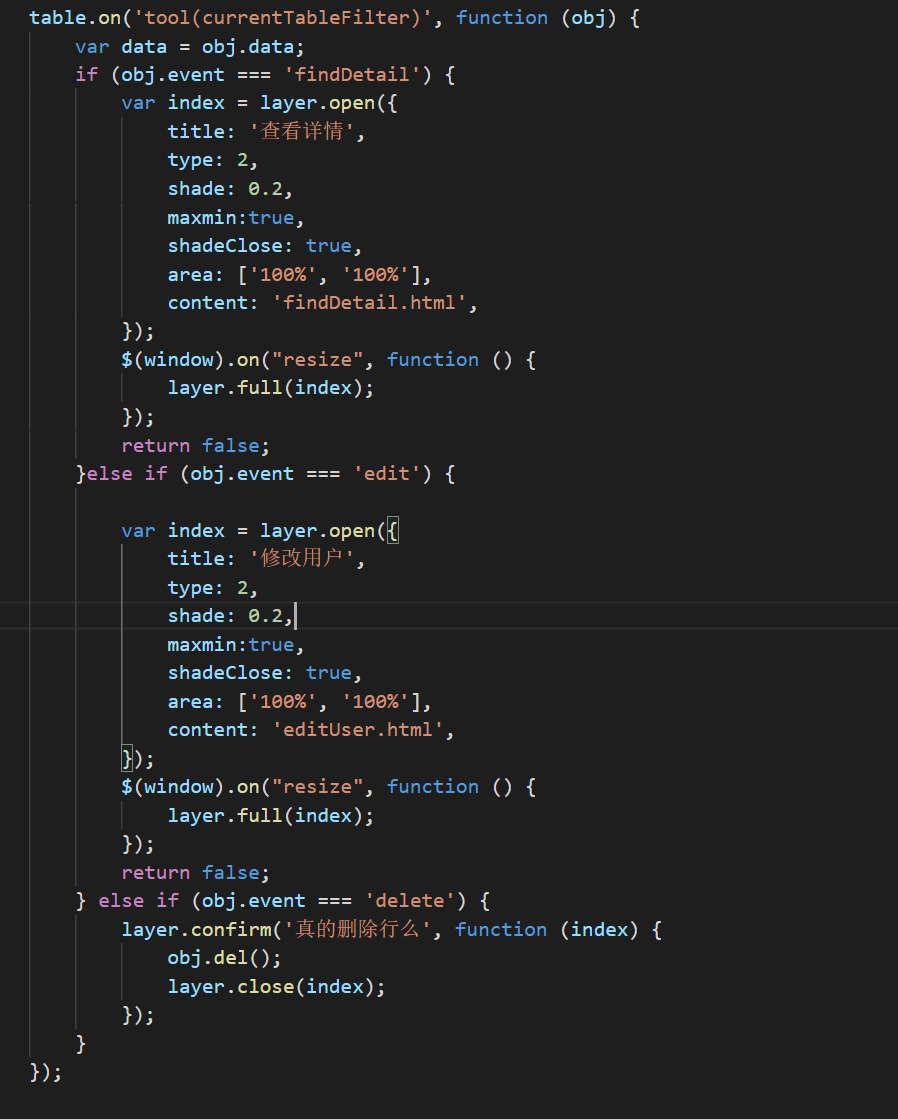 table.on('tool(currentTableFilter)', function (obj) {
    var data = obj.data;
    if (obj.event === 'findDetail') {
        var index = layer.open({
            title: '查看详情',
            type: 2,
            shade: 0.2,
            maxmin:true,
            shadeClose: true,
            area: ['100%', '100%'],
            content: 'findDetail.html',
        });
        $(window).on("resize", function () {
            layer.full(index);
        });
        return false;
    }else if (obj.event === 'edit') {

        var index = layer.open({
            title: '修改用户',
            type: 2,
            shade: 0.2,
            maxmin:true,
            shadeClose: true,
            area: ['100%', '100%'],
            content: 'editUser.html',
        });
        $(window).on("resize", function () {
            layer.full(index);
        });
        return false;
    } else if (obj.event === 'delete') {
        layer.confirm('真的删除行么', function (index) {
            obj.del();
            layer.close(index);
        });
    }
});